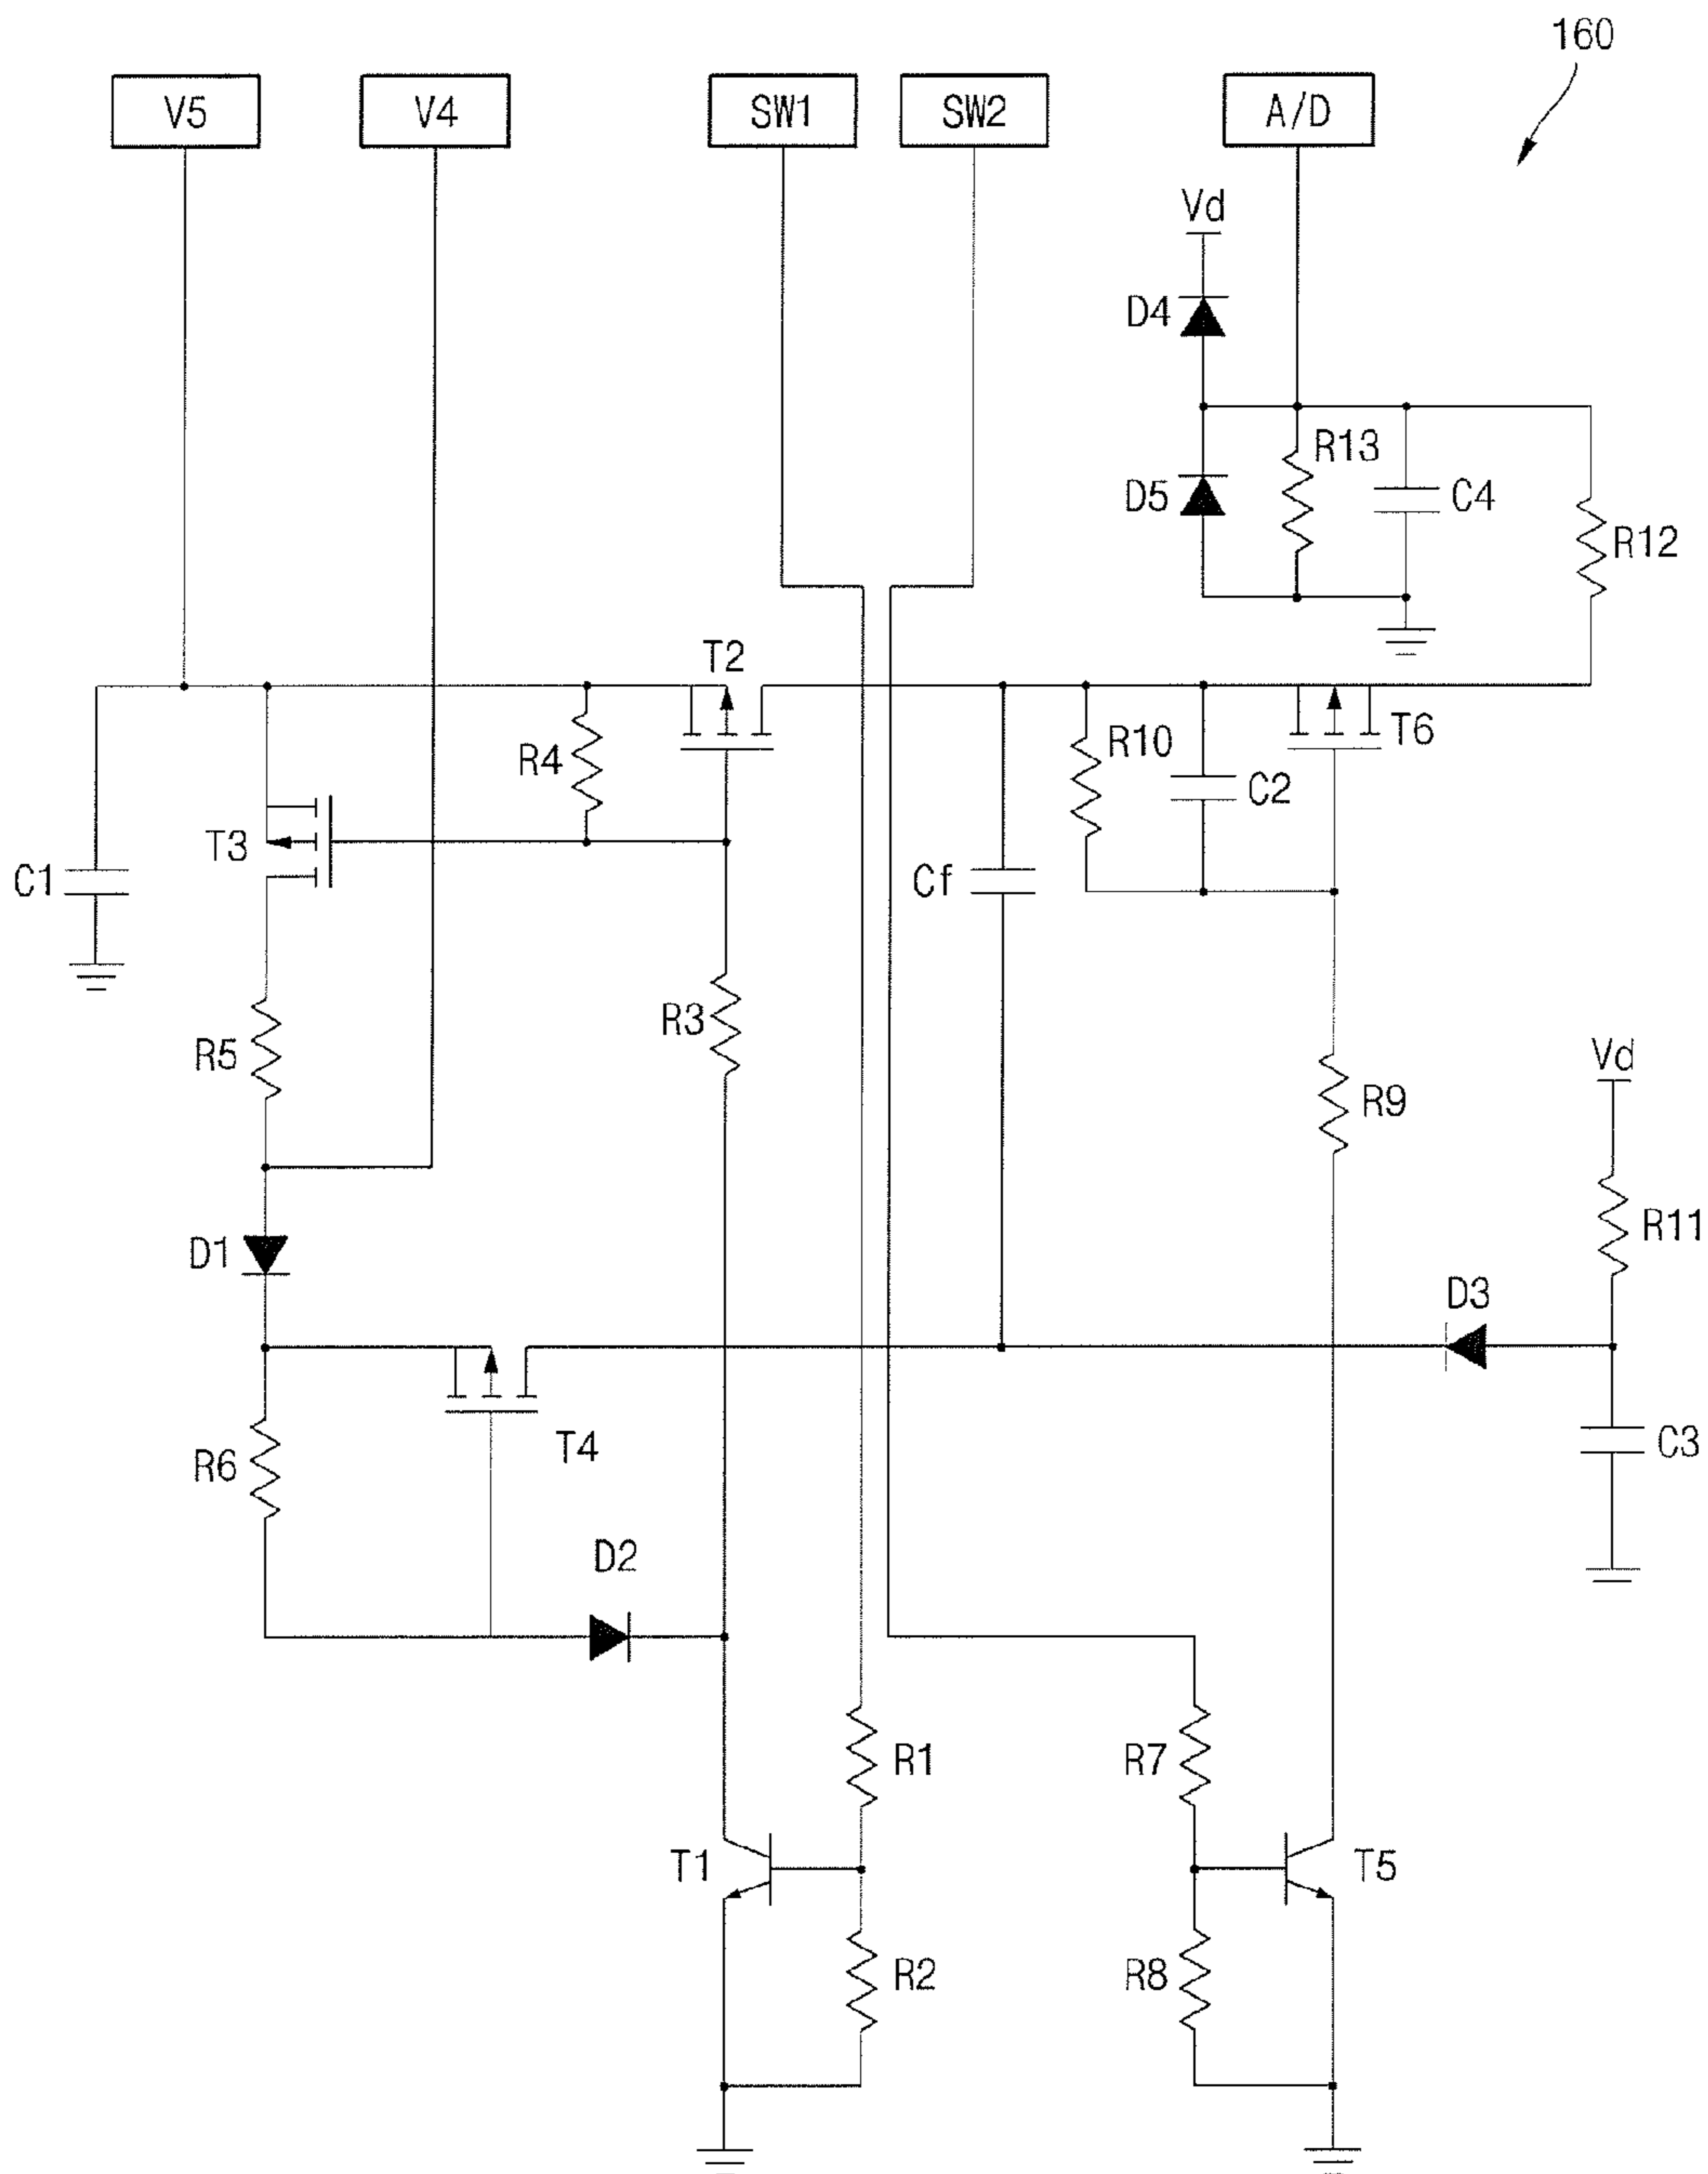 160
V5 V4 SW1 SW2 A/D
Vd
D4
R13
D5 C4
R12
T2
T6
R10
R4
C2
T3
C1 Cf
R3
R5
Vd
R9
R11
D1
D3
T4 C3
R6
D2
R1 R7
T1 T5
R2 R8